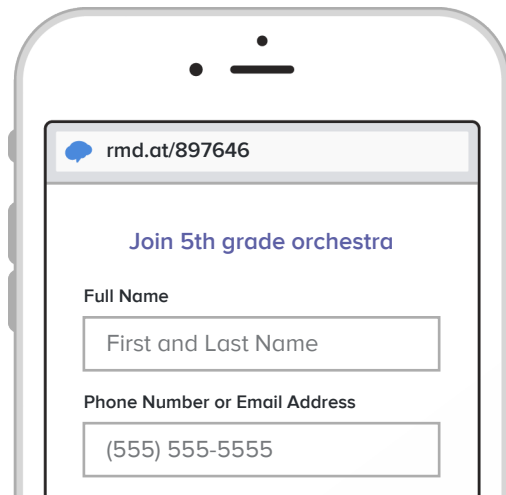 rmd.at/897646
Join 5th grade orchestra
Full Name
First and Last Name
Phone Number or Email Address
(555) 555-5555